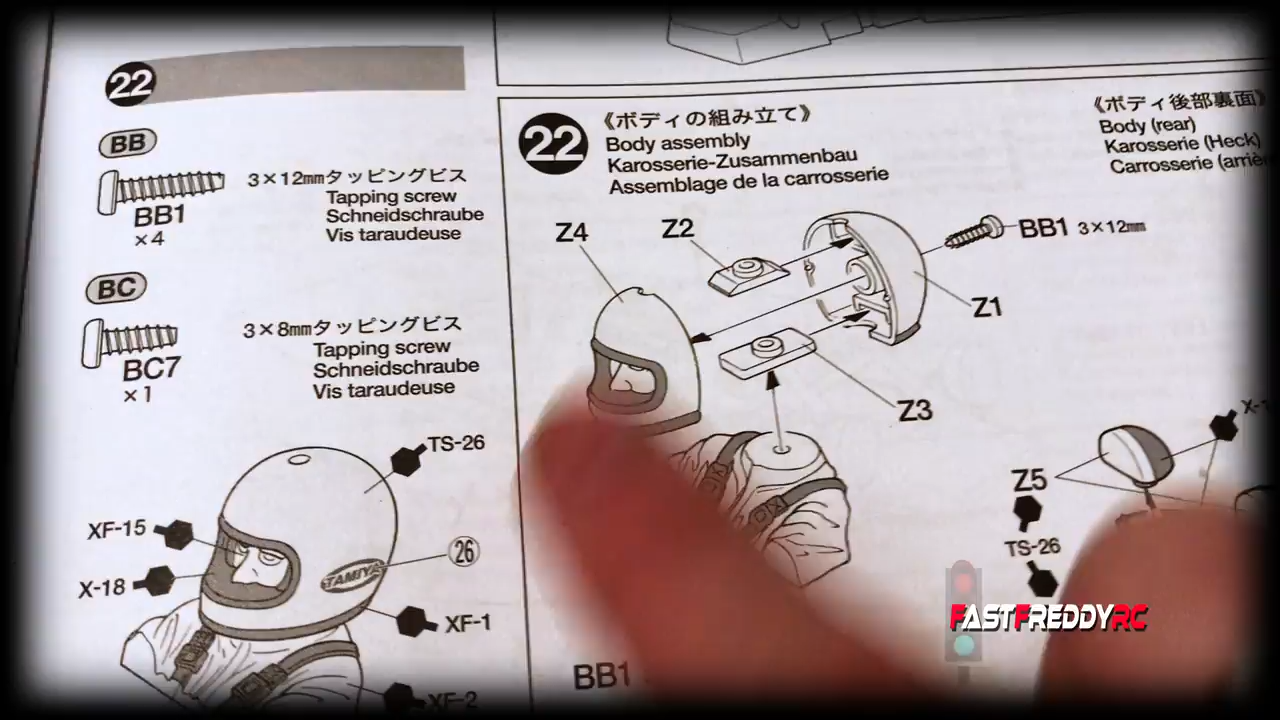 22
BB
BB1
×4
3×12mmタッピングビス
Tapping screw
Schneidschraube
Vis taraudeuse
BC
BC7
×1
3×8mmタッピングビス
Tapping screw
Schneidschraube
Vis taraudeuse
TS-26
XF-15
X-18
TAMIYA
26
XF-1
XF-2
22
《ボディの組み立て》
Body assembly
Karosserie-Zusammenbau
Assemblage de la carrosserie
《ボディ後部裏面》
Body (rear)
Karosserie (Heck)
Carrosserie
Z4
Z2
BB1 3×12mm
Z1
Z3
Z5
TS-26
BB1
FASTFREDDYRC